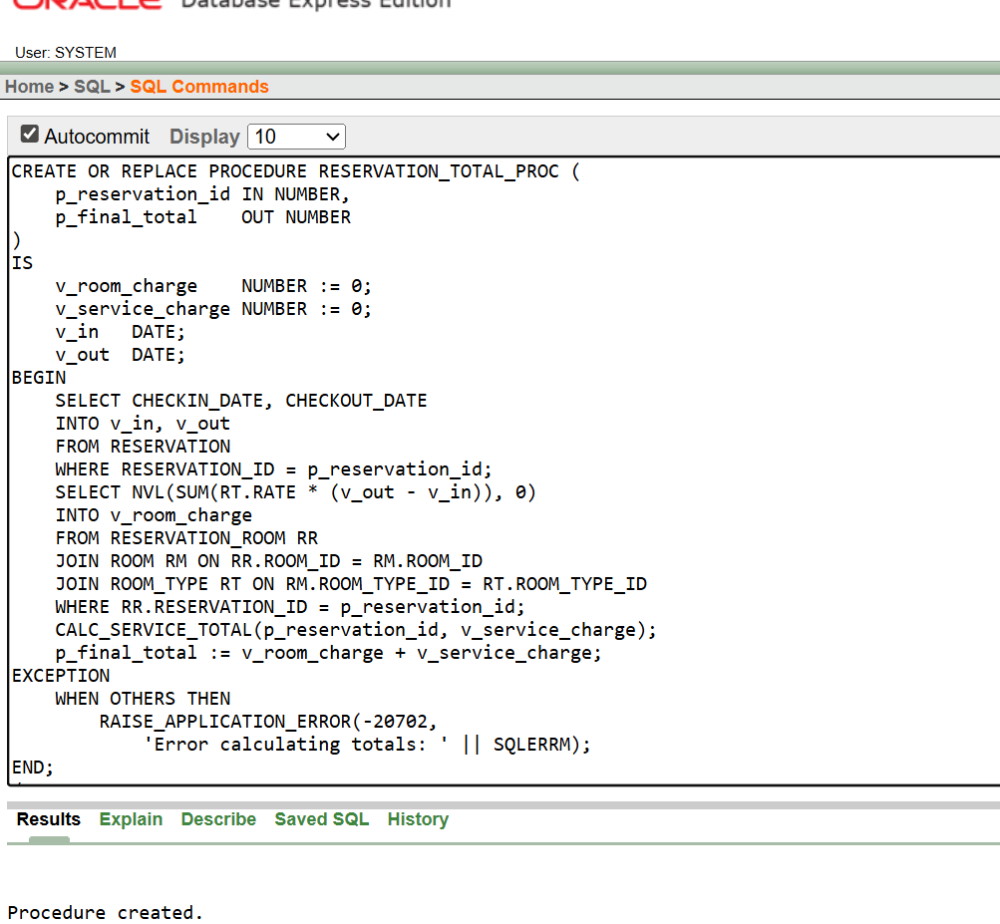 ORACLE Database Express Edition
User: SYSTEM
Home > SQL > SQL Commands
Autocommit Display 10
CREATE OR REPLACE PROCEDURE RESERVATION_TOTAL_PROC (
    p_reservation_id IN NUMBER,
    p_final_total    OUT NUMBER
)
IS
    v_room_charge    NUMBER := 0;
    v_service_charge NUMBER := 0;
    v_in   DATE;
    v_out  DATE;
BEGIN
    SELECT CHECKIN_DATE, CHECKOUT_DATE
    INTO v_in, v_out
    FROM RESERVATION
    WHERE RESERVATION_ID = p_reservation_id;
    SELECT NVL(SUM(RT.RATE * (v_out - v_in)), 0)
    INTO v_room_charge
    FROM RESERVATION_ROOM RR
    JOIN ROOM RM ON RR.ROOM_ID = RM.ROOM_ID
    JOIN ROOM_TYPE RT ON RM.ROOM_TYPE_ID = RT.ROOM_TYPE_ID
    WHERE RR.RESERVATION_ID = p_reservation_id;
    CALC_SERVICE_TOTAL(p_reservation_id, v_service_charge);
    p_final_total := v_room_charge + v_service_charge;
EXCEPTION
    WHEN OTHERS THEN
        RAISE_APPLICATION_ERROR(-20702,
            'Error calculating totals: ' || SQLERRM);
END;
Results Explain Describe Saved SQL History
Procedure created.